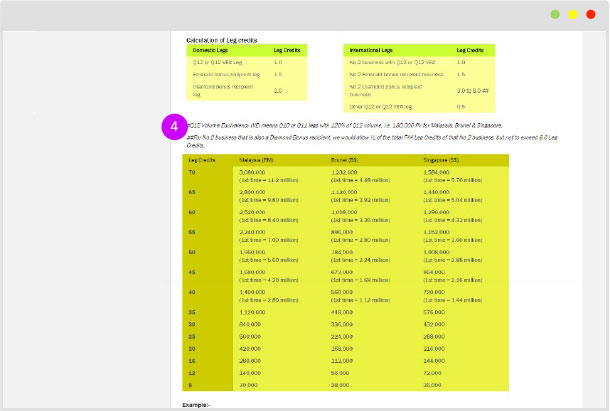 Calculation of Leg credits
Domestic Legs Leg Credits
Q12 or Q12 VE# Leg 1.0
Emerald bonus recipient leg 1.5
Diamond bonus recipient
leg 3.0
International Legs Leg Credits
No.2 business with Q12 or Q12 VE# 1.0
No.2 Emerald bonus recipient business 1.5
No.2 Diamond bonus recipient
business 3.0 to 6.0 ##
Other Q12 or Q12 VE# leg 0.5
4
#Q12 Volume Equivalence (VE) means Q10 or Q11 legs with 120% of Q12 volume, i.e. 180,000 PV for Malaysia, Brunei & Singapore.
##For No.2 business that is also a Diamond Bonus recipient, we would allow of the total FAA Leg Credits of that No.2 business, but not to exceed 6.0 Leg
Credits.
Leg Credits Malaysia (RM) Brunei (B$) Singapore (S$)
70 3,080,000 1,232,000 1,584,000
(1st time = 11.2 million) (1st time = 4.48 million) (1st time = 5.76 million)
65 2,800,000 1,120,000 1,440,000
(1st time = 9.80 million) (1st time = 3.92 million) (1st time = 5.04 million)
60 2,520,000 1,008,000 1,296,000
(1st time = 8.40 million) (1st time = 3.36 million) (1st time = 4.32 million)
55 2,240,000 896,000 1,152,000
(1st time = 7.00 million) (1st time = 2.80 million) (1st time = 3.60 million)
50 1,960,000 784,000 1,008,000
(1st time = 5.60 million) (1st time = 2.24 million) (1st time = 2.88 million)
45 1,680,000 672,000 864,000
(1st time = 4.20 million) (1st time = 1.68 million) (1st time = 2.16 million)
40 1,400,000 560,000 720,000
(1st time = 2.80 million) (1st time = 1.12 million) (1st time = 1.44 million)
35 1,120,000 448,000 576,000
30 840,000 336,000 432,000
25 560,000 224,000 288,000
20 420,000 168,000 216,000
16 280,000 112,000 144,000
12 140,000 56,000 72,000
8 70,000 28,000 36,000
Example:-